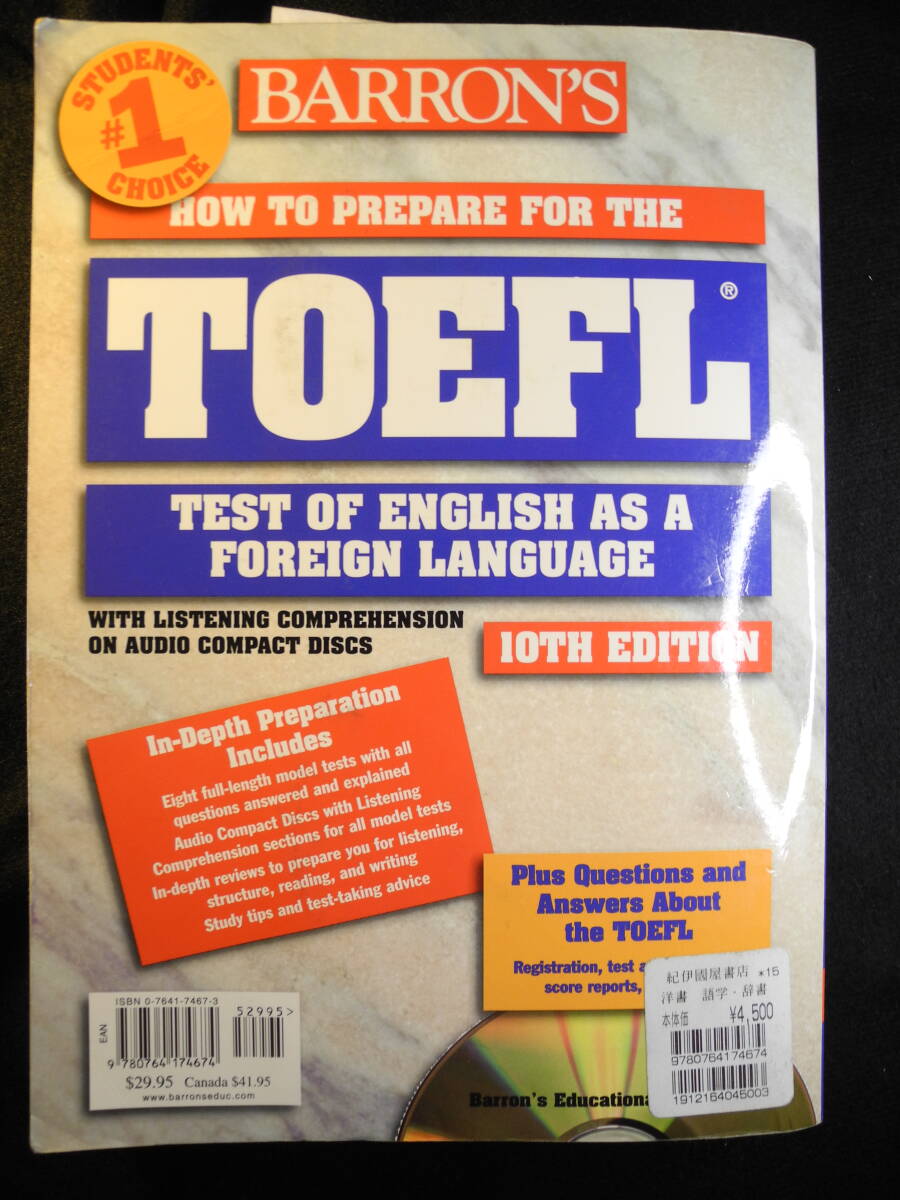 STUDENTS'
#1
CHOICE
BARRON'S
HOW TO PREPARE FOR THE
TOEFL®
TEST OF ENGLISH AS A
FOREIGN LANGUAGE
WITH LISTENING COMPREHENSION
ON AUDIO COMPACT DISCS
10TH EDITION
In-Depth Preparation
Includes
Eight full-length model tests with all
questions answered and explained
Audio Compact Discs with Listening
Comprehension sections for all model tests
In-depth reviews to prepare you for listening,
structure, reading, and writing
Study tips and test-taking advice
Plus Questions and
Answers About
the TOEFL
Registration, test a
score reports,
紀伊國屋書店 *15
洋書 語学・辞書
本体価 ¥4,500
9780764174674
1912164045003
ISBN 0-7641-7467-3
52995>
EAN
9 780764 174674
$29.95 Canada $41.95
www.barronseduc.com
Barron's Educationa